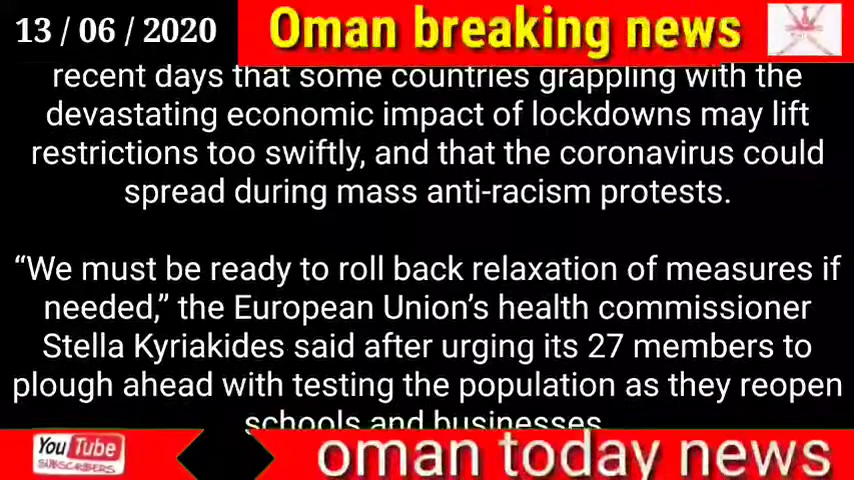 13 / 06 / 2020
Oman breaking news
recent days that some countries grappling with the
devastating economic impact of lockdowns may lift
restrictions too swiftly, and that the coronavirus could
spread during mass anti-racism protests.
“We must be ready to roll back relaxation of measures if
needed,” the European Union’s health commissioner
Stella Kyriakides said after urging its 27 members to
plough ahead with testing the population as they reopen
schools and businesses.
YouTube
SUBSCRIBERS
oman today news